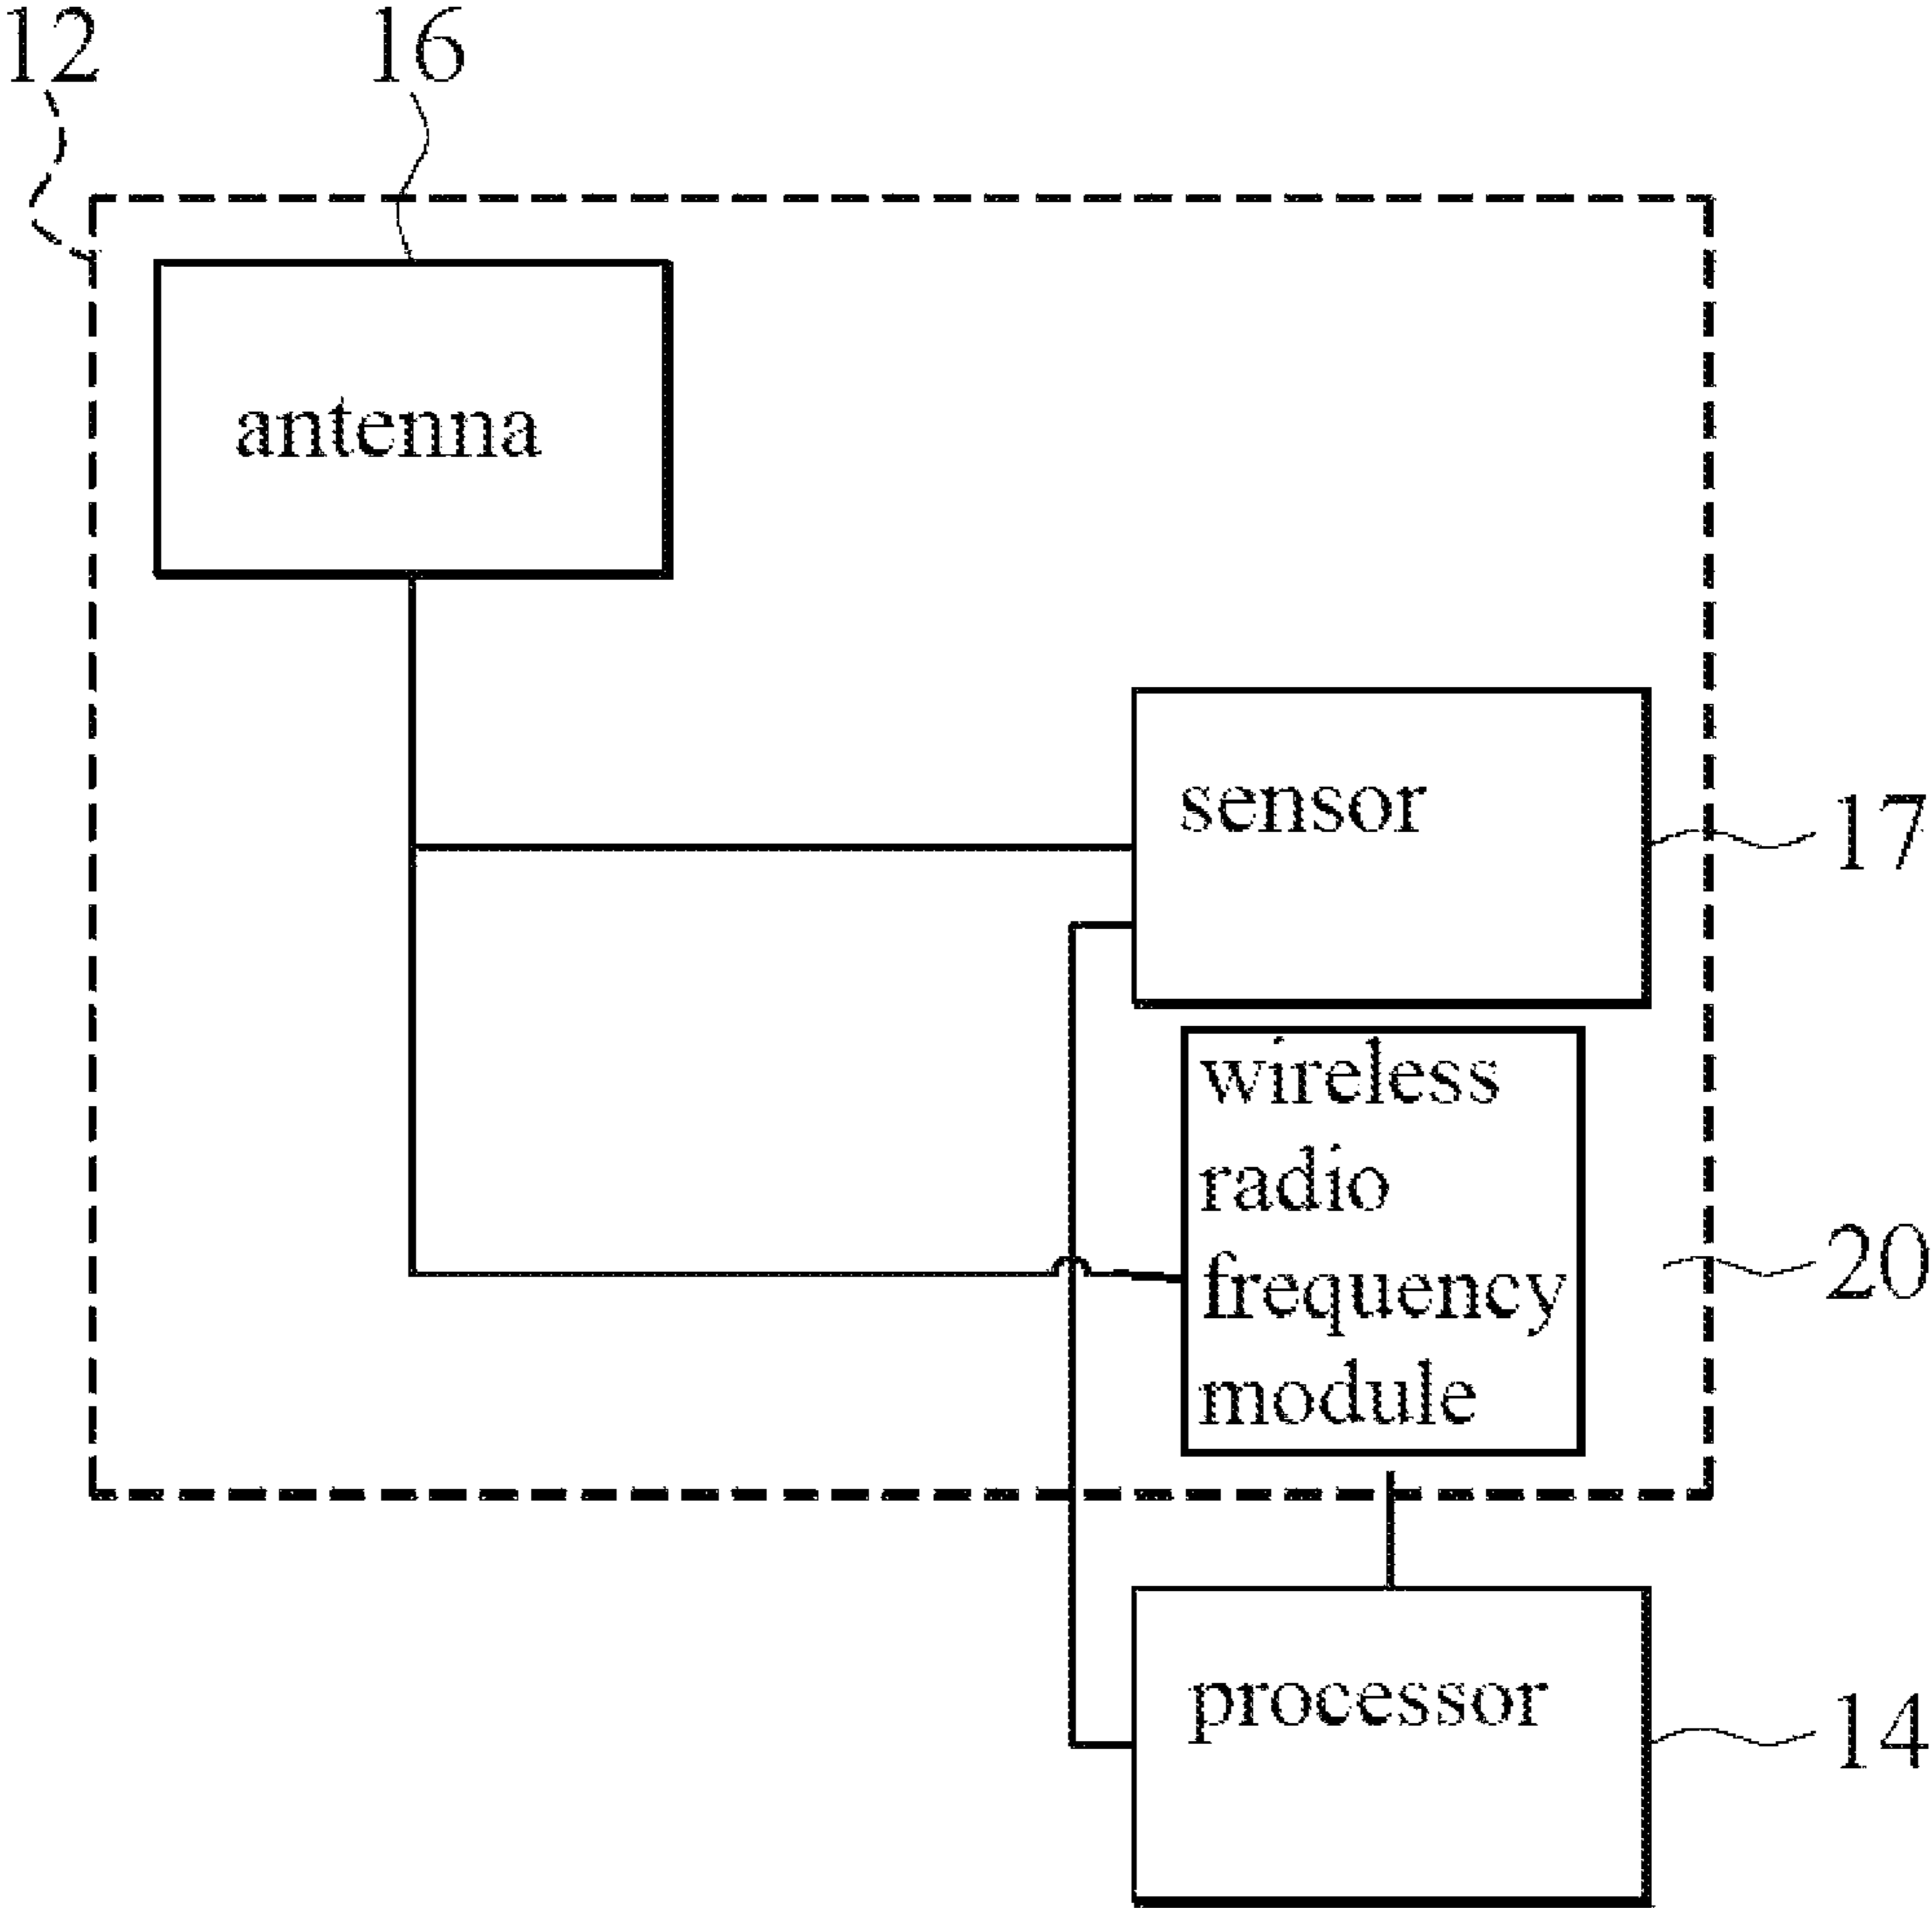 12
16
antenna
sensor
17
wireless
radio
frequency
module
20
processor
14